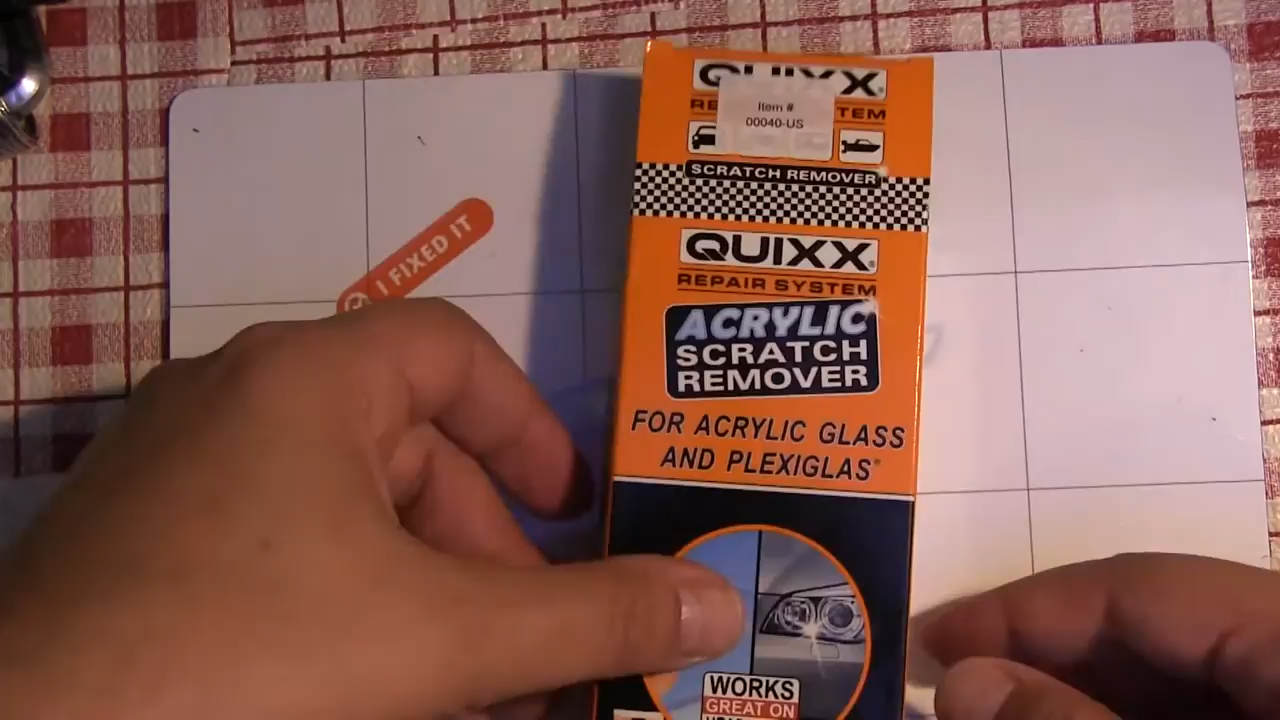 QUIXX
Item #
00040-US
TEM
SCRATCH REMOVER
QUIXX
REPAIR SYSTEM
ACRYLIC
SCRATCH
REMOVER
FOR ACRYLIC GLASS
AND PLEXIGLAS®
I FIXED IT
WORKS
GREAT ON